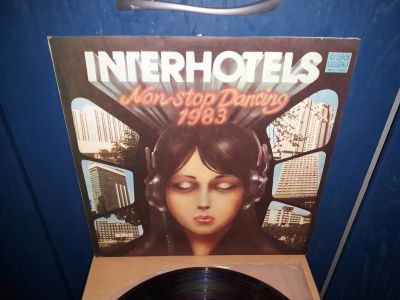 INTERHOTELS
Non-stop Dancing
1983